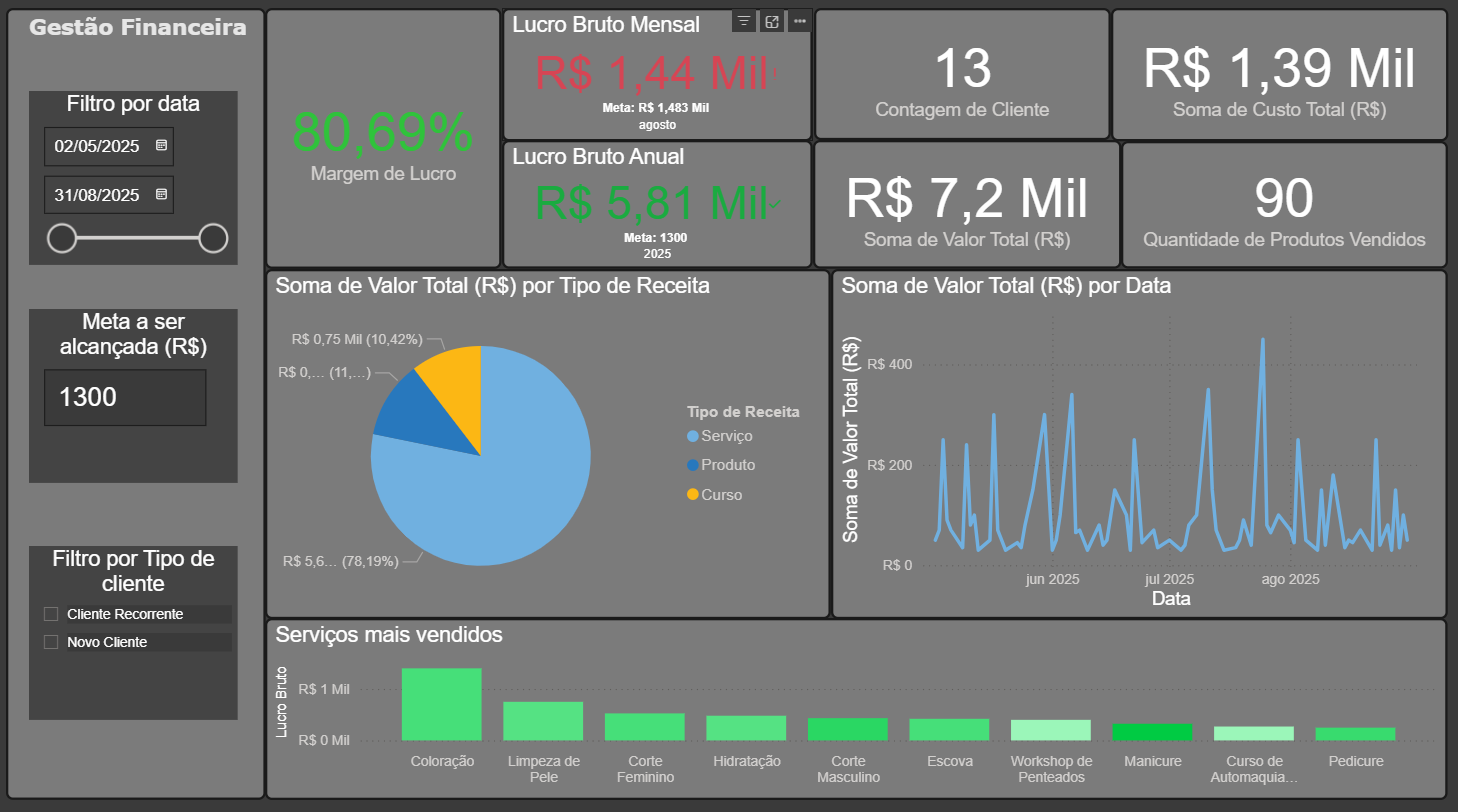 Gestão Financeira
Filtro por data
02/05/2025
31/08/2025
Meta a ser
alcançada (R$)
1300
Filtro por Tipo de
cliente
Cliente Recorrente
Novo Cliente
80,69%
Margem de Lucro
Lucro Bruto Mensal
R$ 1,44 Mil!
Meta: R$ 1,483 Mil
agosto
Lucro Bruto Anual
R$ 5,81 Mil
Meta: 1300
2025
13
Contagem de Cliente
R$ 1,39 Mil
Soma de Custo Total (R$)
R$ 7,2 Mil
Soma de Valor Total (R$)
90
Quantidade de Produtos Vendidos
Soma de Valor Total (R$) por Tipo de Receita
R$ 0,75 Mil (10,42%)
R$ 0,... (11,...)
R$ 5,6... (78,19%)
Tipo de Receita
Serviço
Produto
Curso
Soma de Valor Total (R$) por Data
Soma de Valor Total (R$)
R$ 400
R$ 200
R$ 0
jun 2025
jul 2025
ago 2025
Data
Serviços mais vendidos
Lucro Bruto
R$ 1 Mil
R$ 0 Mil
Coloração
Limpeza de
Pele
Corte
Feminino
Hidratação
Corte
Masculino
Escova
Workshop de
Penteados
Manicure
Curso de
Automaquia...
Pedicure